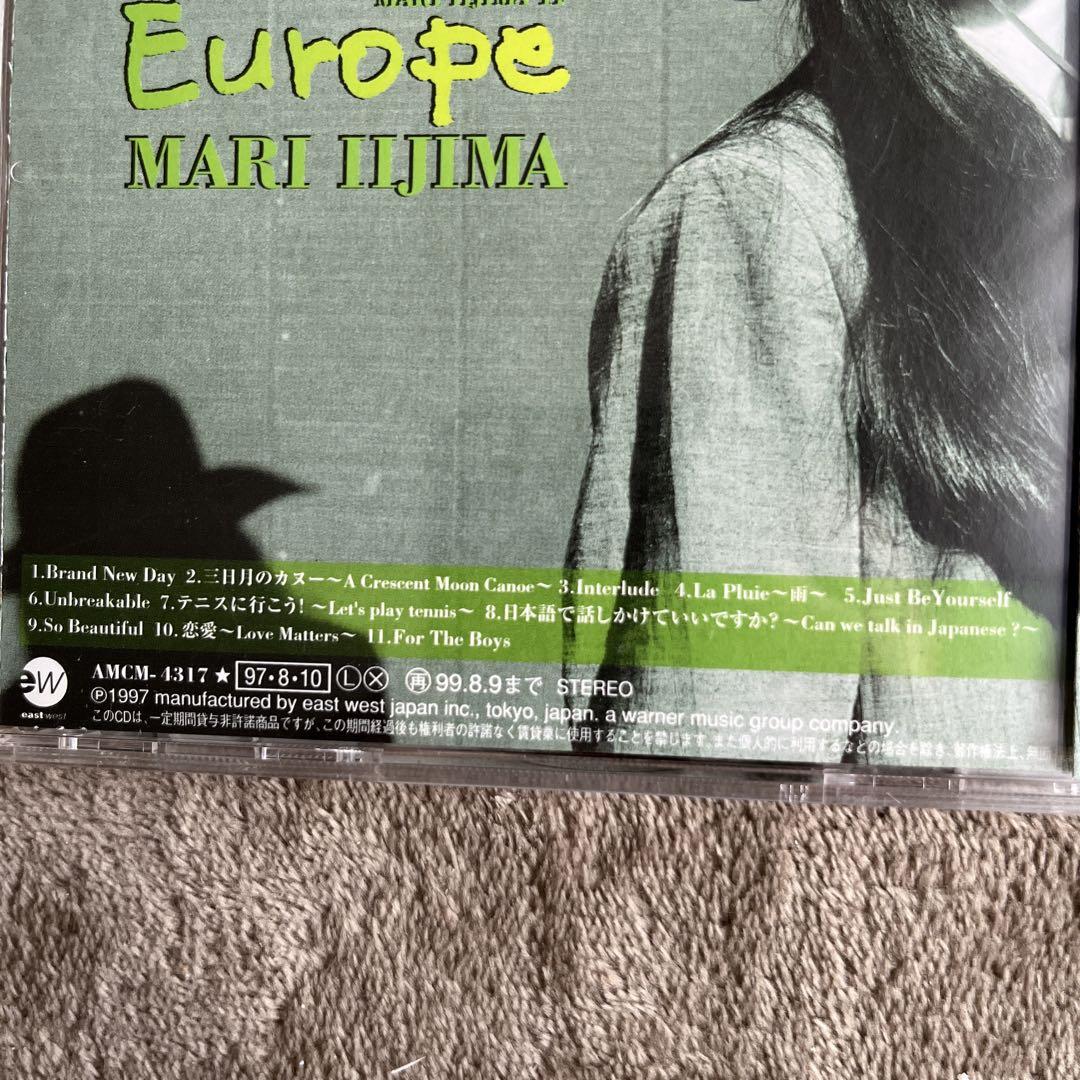 Europe
MARI IIJIMA
1.Brand New Day 2.三日月のカヌー〜A Crescent Moon Canoe〜 3.Interlude 4.La Pluie〜雨〜 5.Just BeYourself
6.Unbreakable 7.テニスに行こう! 〜Let's play tennis〜 8.日本語で話しかけていいですか?〜Can we talk in Japanese ?〜
9.So Beautiful 10.恋愛〜Love Matters〜 11.For The Boys
ew
east west
AMCM-4317★ 97・8・10 Ⓛ Ⓧ ㊢99.8.9まで STEREO
Ⓟ1997 manufactured by east west japan inc., tokyo, japan. a warner music group company.
このCDは、一定期間貸与非許諾商品ですが、この期間経過後も権利者の許諾なく賃貸業に使用することを禁じます。また個人的に利用するなどの場合を除き、著作権法上、無